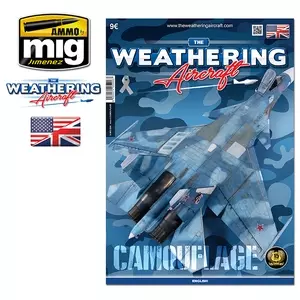 AMMO
mig
Jimenez
THE
WEATHERING
Aircraft
9€
www.theweatheringaircraft.com
THE
WEATHERING
Aircraft
CAMOUFLAGE
ENGLISH